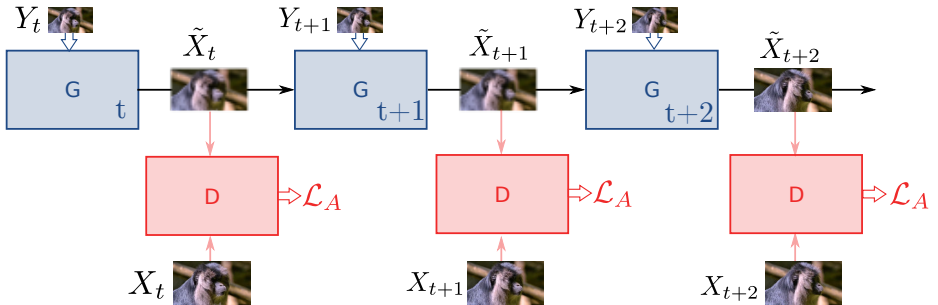 Y_t X̃_t Y_{t+1} X̃_{t+1} Y_{t+2} X̃_{t+2}
G G G
t t+1 t+2
D ℒ_A D ℒ_A D ℒ_A
X_t X_{t+1} X_{t+2}